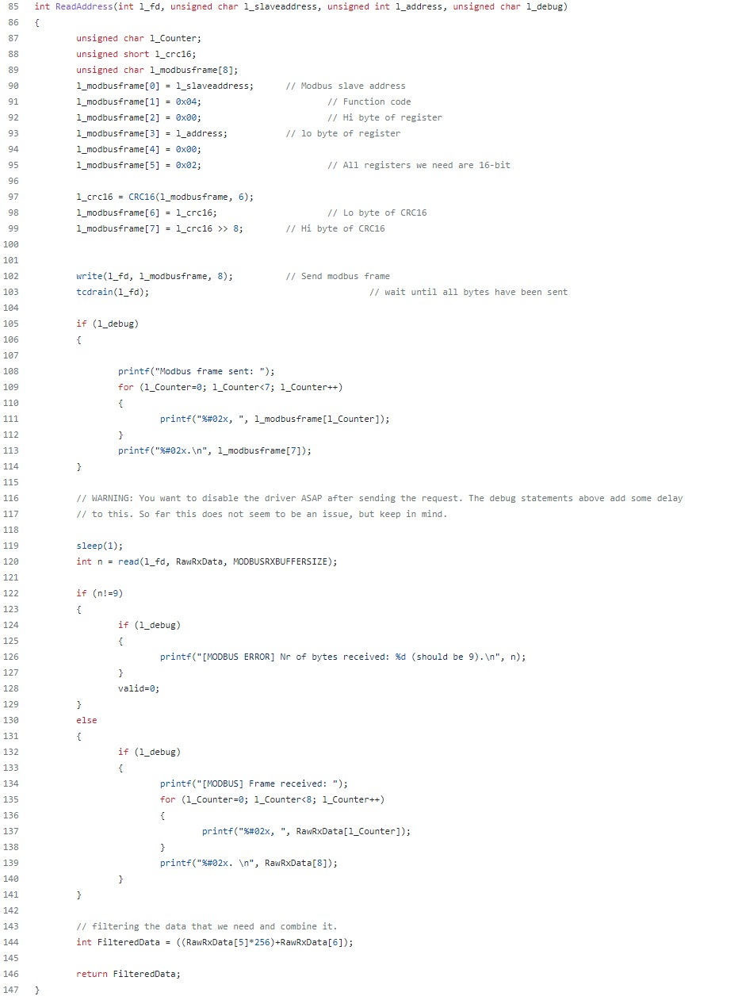 85 int ReadAddress(int l_fd, unsigned char l_slaveaddress, unsigned int l_address, unsigned char l_debug)
86 {
87 unsigned char l_Counter;
88 unsigned short l_crc16;
89 unsigned char l_modbusframe[8];
90 l_modbusframe[0] = l_slaveaddress; // Modbus slave address
91 l_modbusframe[1] = 0x04; // Function code
92 l_modbusframe[2] = 0x00; // Hi byte of register
93 l_modbusframe[3] = l_address; // lo byte of register
94 l_modbusframe[4] = 0x00;
95 l_modbusframe[5] = 0x02; // All registers we need are 16-bit
96
97 l_crc16 = CRC16(l_modbusframe, 6);
98 l_modbusframe[6] = l_crc16; // Lo byte of CRC16
99 l_modbusframe[7] = l_crc16 >> 8; // Hi byte of CRC16
100
101
102 write(l_fd, l_modbusframe, 8); // Send modbus frame
103 tcdrain(l_fd); // wait until all bytes have been sent
104
105 if (l_debug)
106 {
107
108 printf("Modbus frame sent: ");
109 for (l_Counter=0; l_Counter<7; l_Counter++)
110 {
111 printf("%#02x, ", l_modbusframe[l_Counter]);
112 }
113 printf("%#02x.\n", l_modbusframe[7]);
114 }
115
116 // WARNING: You want to disable the driver ASAP after sending the request. The debug statements above add some delay
117 // to this. So far this does not seem to be an issue, but keep in mind.
118
119 sleep(1);
120 int n = read(l_fd, RawRxData, MODBUSRXBUFFERSIZE);
121
122 if (n!=9)
123 {
124 if (l_debug)
125 {
126 printf("[MODBUS ERROR] Nr of bytes received: %d (should be 9).\n", n);
127 }
128 valid=0;
129 }
130 else
131 {
132 if (l_debug)
133 {
134 printf("[MODBUS] Frame received: ");
135 for (l_Counter=0; l_Counter<8; l_Counter++)
136 {
137 printf("%#02x, ", RawRxData[l_Counter]);
138 }
139 printf("%#02x. \n", RawRxData[8]);
140 }
141 }
142
143 // filtering the data that we need and combine it.
144 int FilteredData = ((RawRxData[5]*256)+RawRxData[6]);
145
146 return FilteredData;
147 }